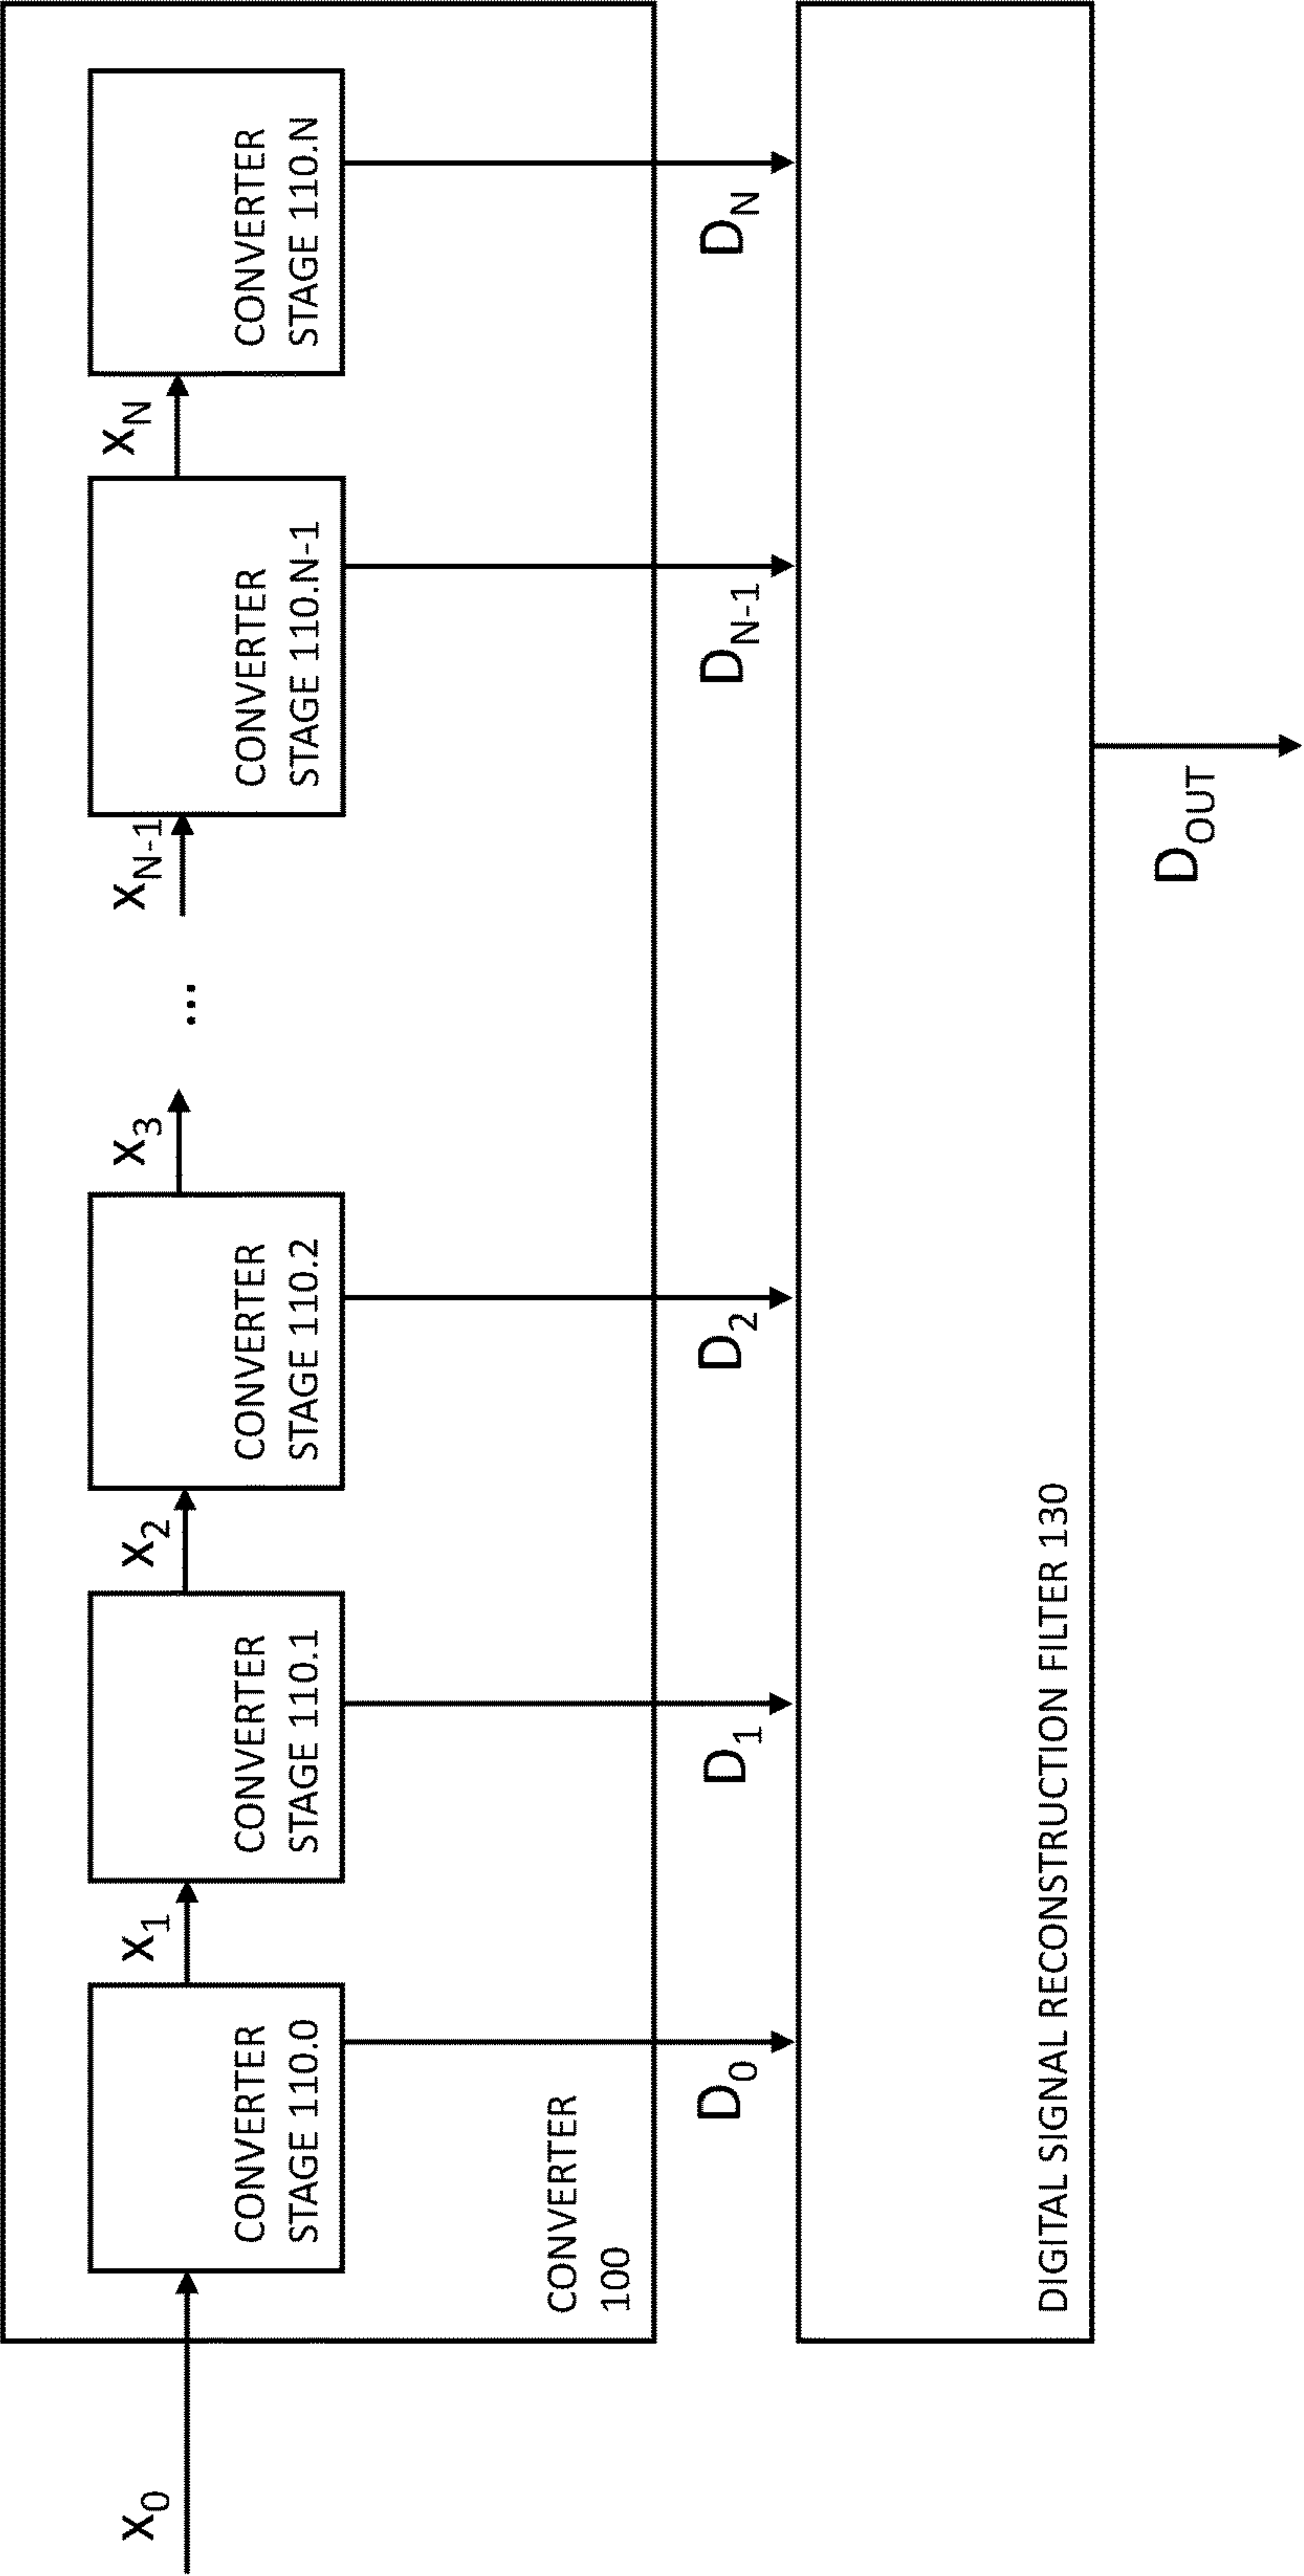 X0
X1
X2
X3
...
XN-1
XN
CONVERTER
STAGE 110.0
CONVERTER
STAGE 110.1
CONVERTER
STAGE 110.2
CONVERTER
STAGE 110.N-1
CONVERTER
STAGE 110.N
CONVERTER
100
D0
D1
D2
DN-1
DN
DIGITAL SIGNAL RECONSTRUCTION FILTER 130
DOUT